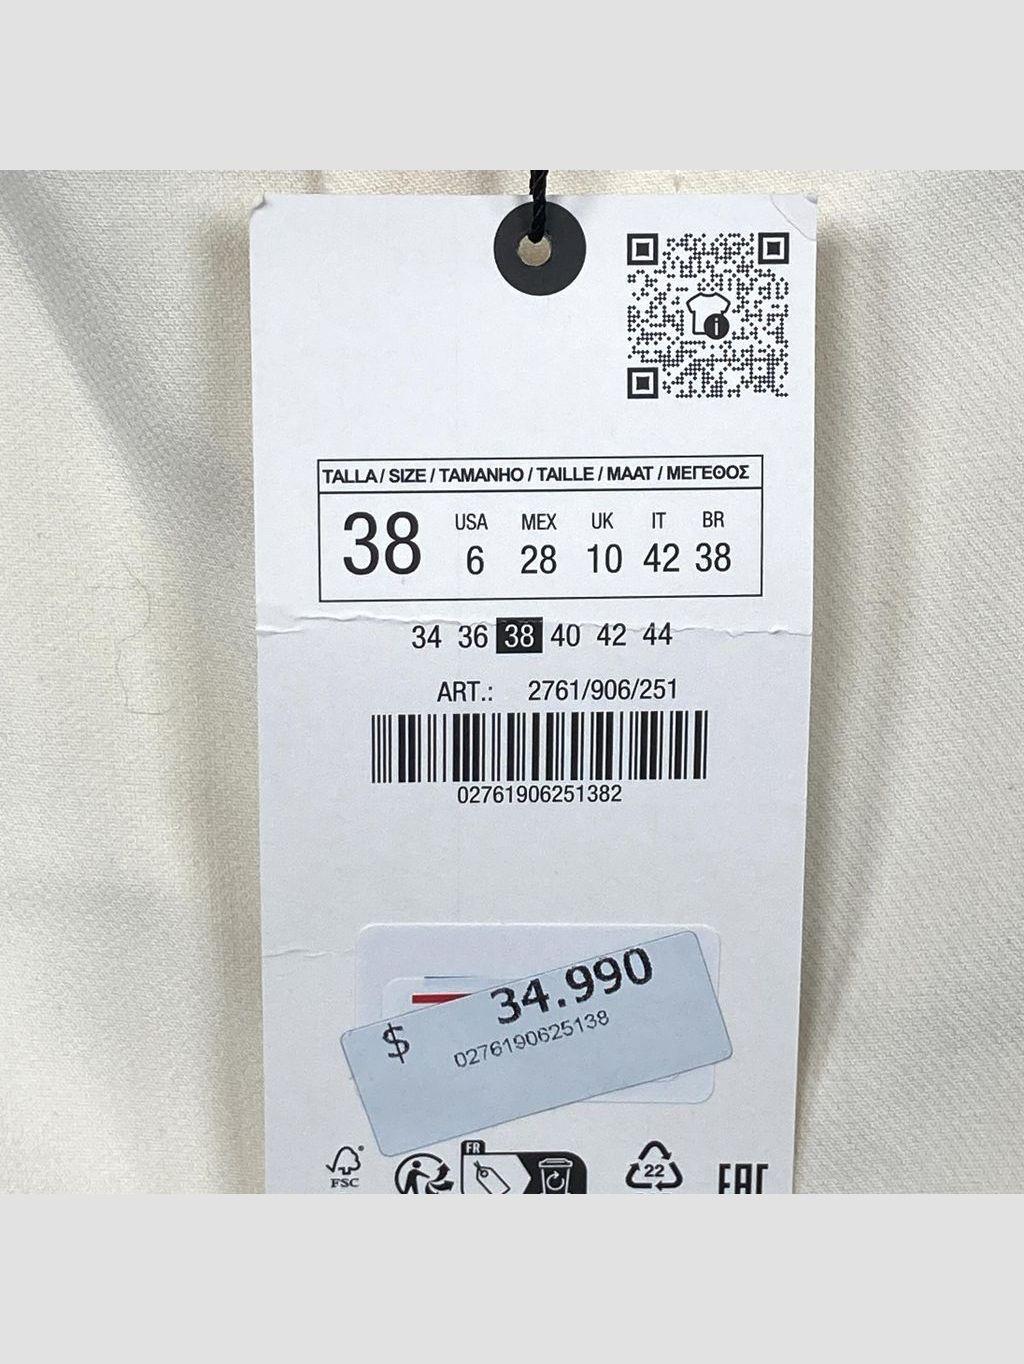 TALLA / SIZE / TAMANHO / TAILLE / MAAT / ΜΕΓΕΘΟΣ
38
USA MEX UK IT BR
6 28 10 42 38
34 36 38 40 42 44
ART.: 2761/906/251
02761906251382
$ 34.990
0276190625138
FSC
FR
22
EAC